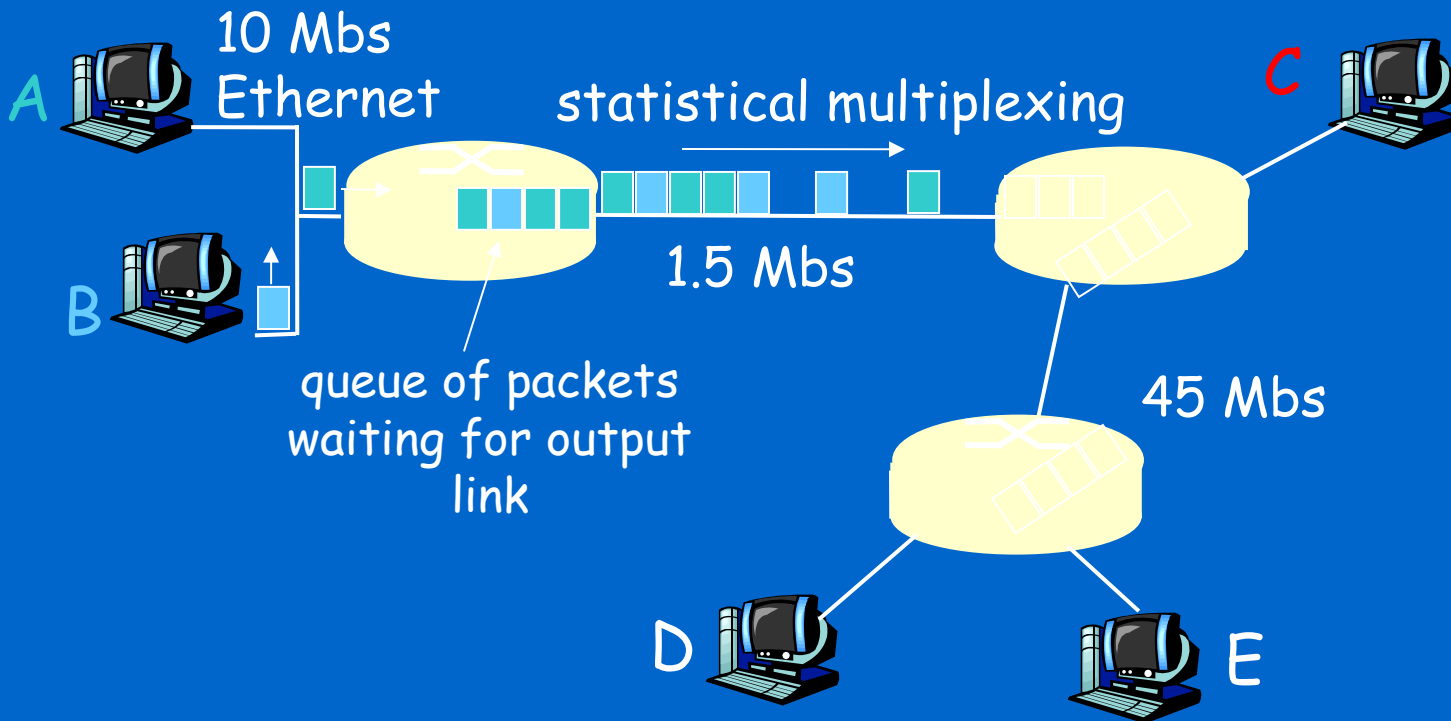 10 Mbs
Ethernet
A
statistical multiplexing
C
B
1.5 Mbs
queue of packets
waiting for output
link
45 Mbs
D
E